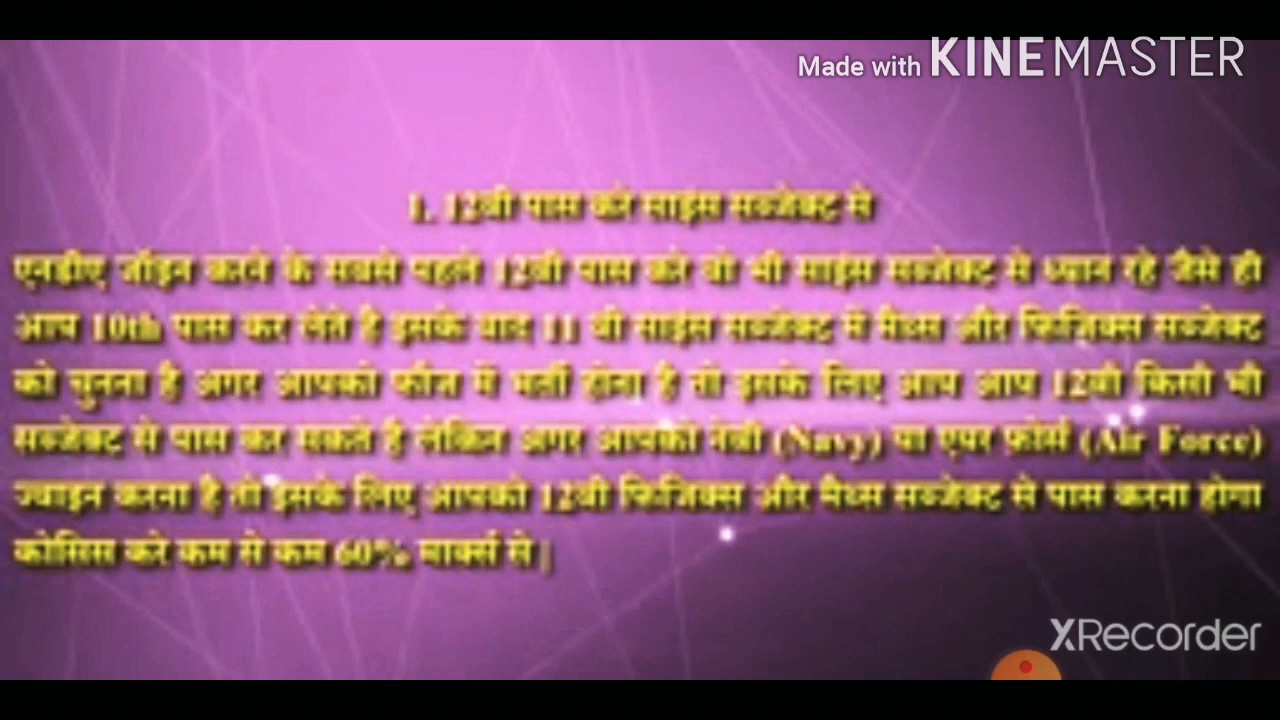 Made with KINEMASTER
1. 12वी पास करे साइंस सब्जेक्ट से
एनडीए जॉइन करने के सबसे पहले 12वी पास करे वो भी साइंस सब्जेक्ट से ध्यान रहे जैसे ही
आप 10th पास कर लेते है इसके बाद 11 वी साइंस सब्जेक्ट में मैथ्स और फिजिक्स सब्जेक्ट
को चुनना है अगर आपको फ़ौज में भर्ती होना है तो इसके लिए आप आप 12वी किसी भी
सब्जेक्ट से पास कर सकते है लेकिन अगर आपको नेवी (Navy) या एयर फ़ोर्स (Air Force)
ज्वाइन करना है तो इसके लिए आपको 12वी फिजिक्स और मैथ्स सब्जेक्ट से पास करना होगा
कोसिस करे कम से कम 60% मार्क्स से |
XRecorder